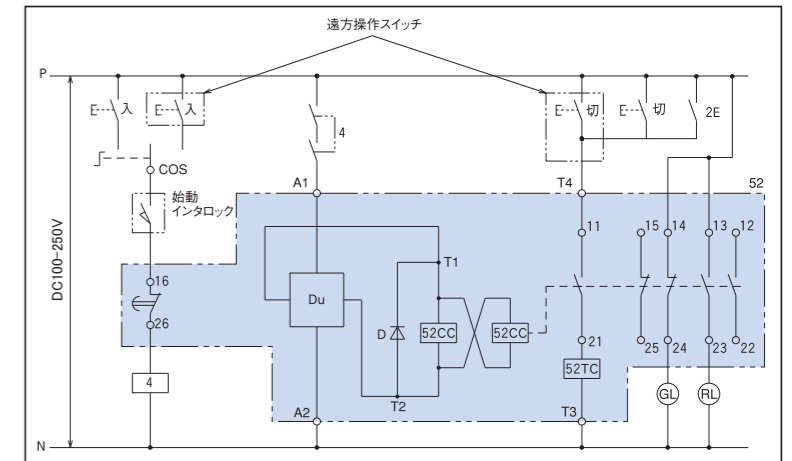 遠方操作スイッチ
P
E 入
E 入
4
E 切
E 切
2E
COS
A1
T4
52
始動
インタロック
11
15
14
13
12
DC100-250V
16
T1
Du
D
52CC
52CC
26
21
25
24
23
22
4
T2
52TC
GL
RL
A2
T3
N